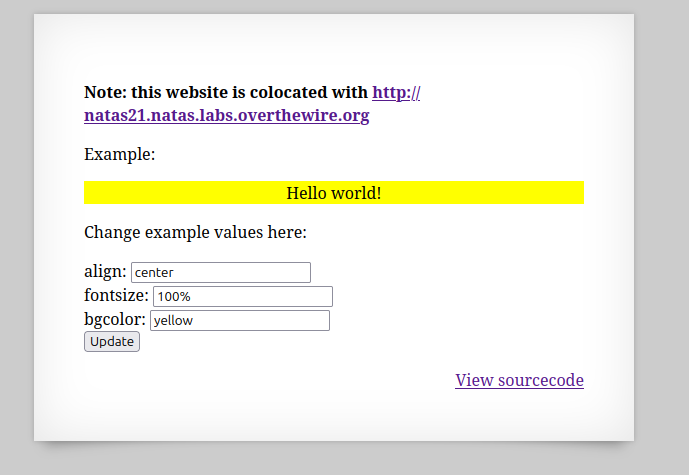 Note: this website is colocated with http://
natas21.natas.labs.overthewire.org
Example:
Hello world!
Change example values here:
align: center
fontsize: 100%
bgcolor: yellow
Update
View sourcecode